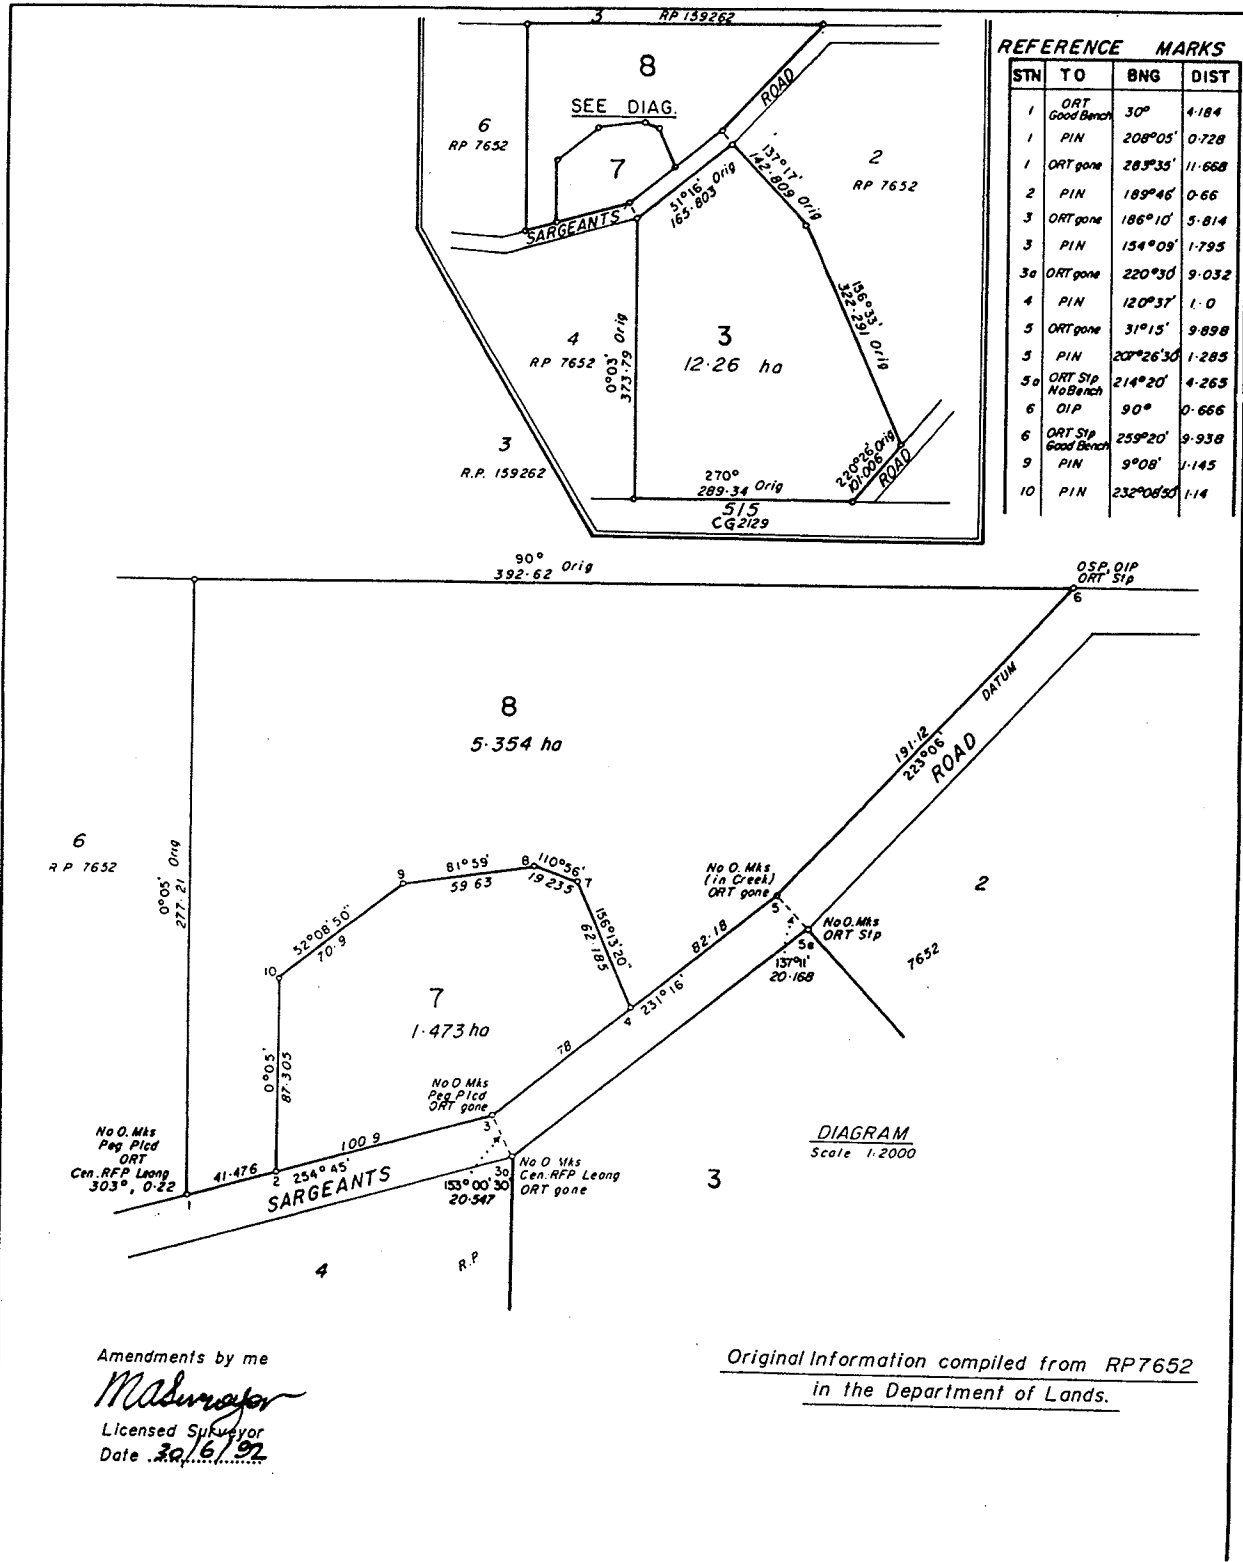 3 RP 159262
8
SEE DIAG.
ROAD
6
RP 7652
7
2
RP 7652
137°17'
142·809 Orig
51°16' Orig
165·803
SARGEANTS
156°33'
322·291 Orig
4
RP 7652
0°03'
373·79 Orig
3
12·26 ha
3
R.P. 159262
220°26' Orig
101·006
ROAD
270°
289·34 Orig
515
CG2129
REFERENCE MARKS
STN TO BNG DIST
1 ORT Good Bench 30° 4·184
1 PIN 208°05' 0·728
1 ORT gone 283°35' 11·668
2 PIN 189°46' 0·66
3 ORT gone 186°10' 5·814
3 PIN 154°09' 1·795
3a ORT gone 220°30' 9·032
4 PIN 120°37' 1·0
5 ORT gone 31°15' 9·898
5 PIN 207°26'30 1·285
5a ORT Stp No Bench 214°20' 4·265
6 OIP 90° 0·666
6 ORT Stp Good Bench 259°20' 9·938
9 PIN 9°08' 1·145
10 PIN 232°08'50 1·14
90° Orig
392·62
OSP, OIP
ORT Stp
6
DATUM
8
5·354 ha
191·12
223°06'
ROAD
6
RP 7652
0°05'
277·21 Orig
9
81°59'
59 63
8
110°56'
19 235
7
No O. Mks
(in Creek)
ORT gone
5
2
52°08'50"
70·9
156°13'20"
62·185
82·18
No O. Mks
ORT Stp
5a
137°11'
20·168
7652
10
7
1·473 ha
231°16'
4
0°05'
87·305
78
No O Mks
Peg Plcd
ORT gone
3
No O. Mks
Peg Plcd
ORT
Cen. RFP Leang
303°, 0·22
100 9
41·476
2
254°45'
SARGEANTS
1
No O Mks
Cen. RFP Leang
ORT gone
3a
153°00'30
20·547
DIAGRAM
Scale 1:2000
3
4
R.P
Amendments by me
Licensed Surveyor
Date 30/6/92
Original Information compiled from RP7652
in the Department of Lands.